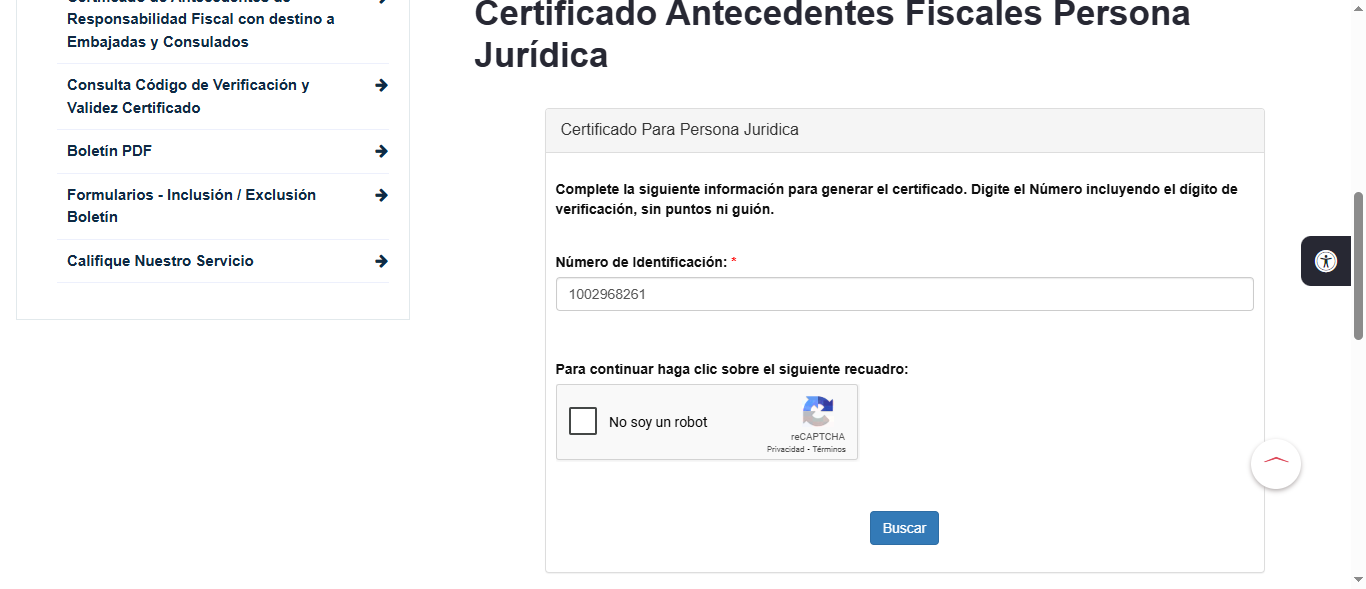 Responsabilidad Fiscal con destino a
Embajadas y Consulados
Consulta Código de Verificación y
Validez Certificado
Boletín PDF
Formularios - Inclusión / Exclusión
Boletín
Califique Nuestro Servicio
Certificado Antecedentes Fiscales Persona
Jurídica
Certificado Para Persona Juridica
Complete la siguiente información para generar el certificado. Digite el Número incluyendo el dígito de
verificación, sin puntos ni guión.
Número de Identificación: *
1002968261
Para continuar haga clic sobre el siguiente recuadro:
No soy un robot
reCAPTCHA
Privacidad - Términos
Buscar